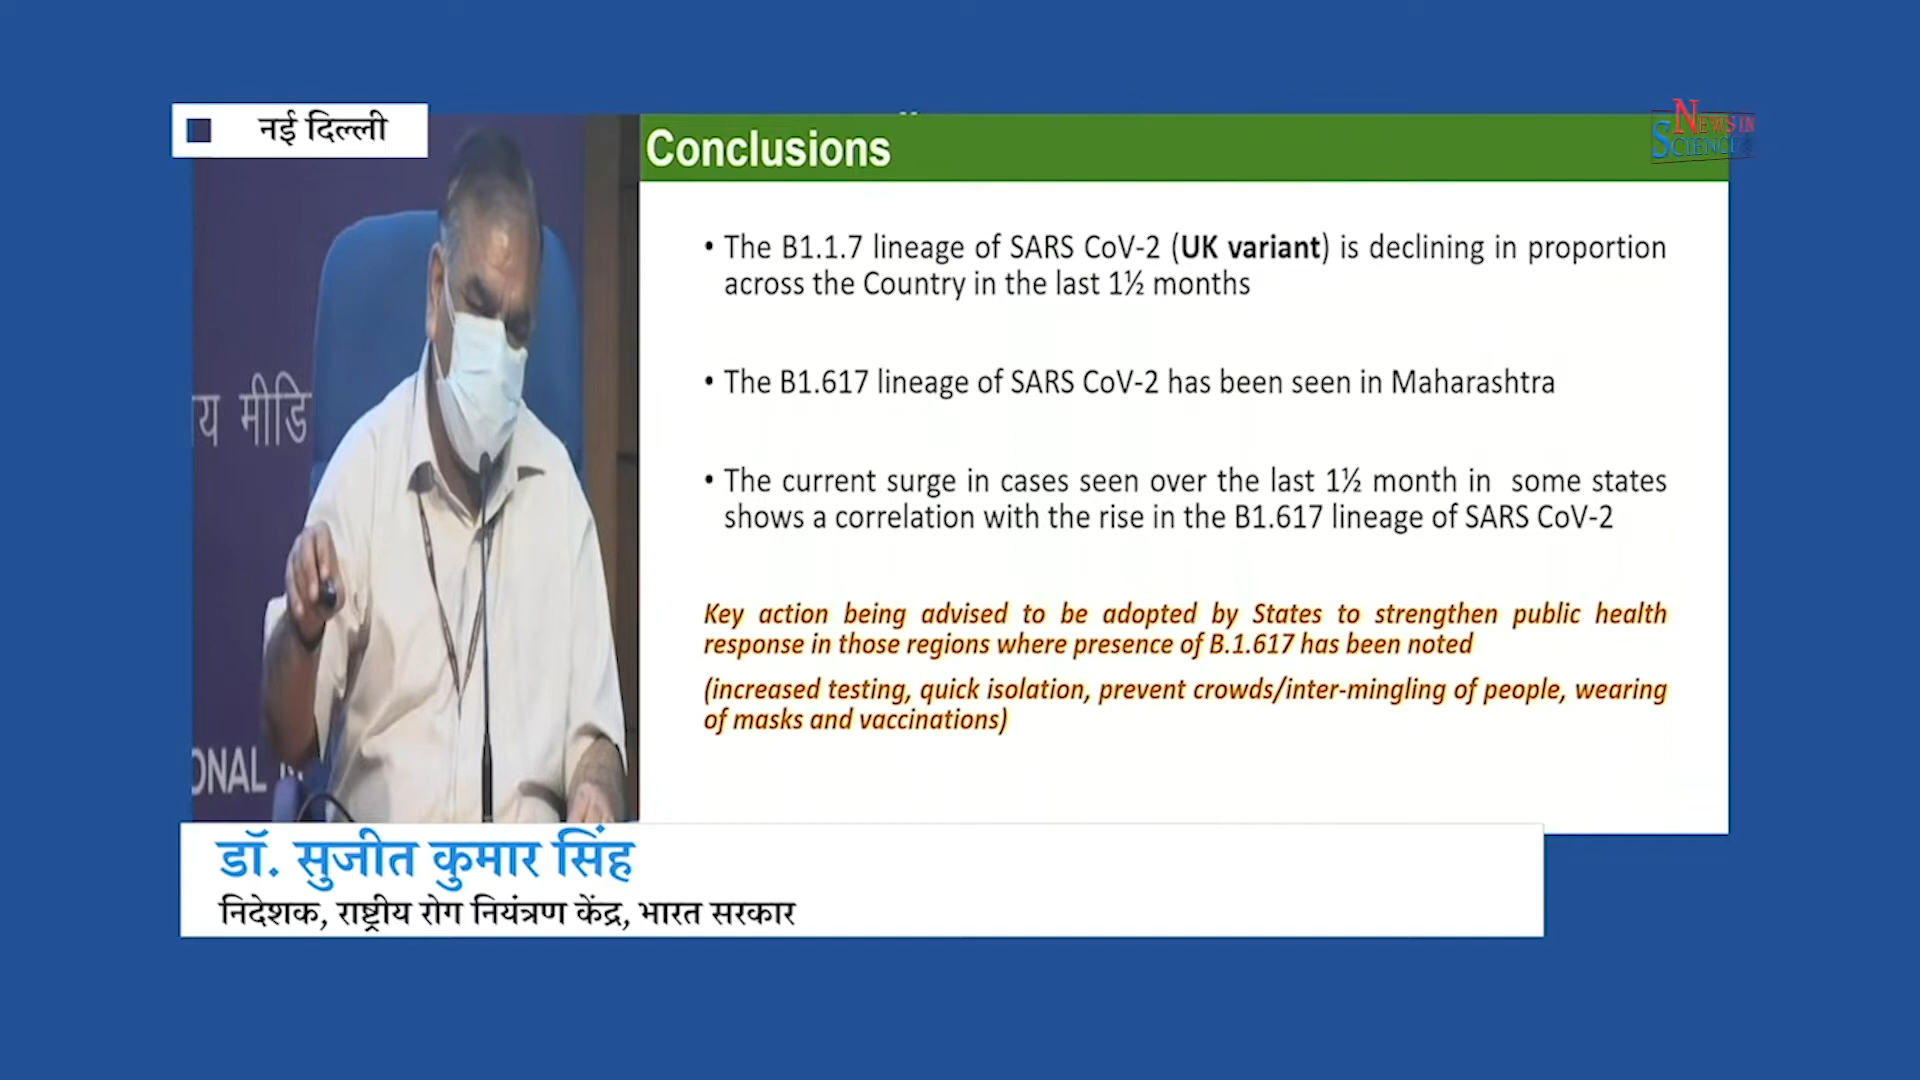 नई दिल्ली
NEWS IN
SCIENCE
Conclusions
• The B1.1.7 lineage of SARS CoV-2 (UK variant) is declining in proportion
across the Country in the last 1½ months
• The B1.617 lineage of SARS CoV-2 has been seen in Maharashtra
• The current surge in cases seen over the last 1½ month in some states
shows a correlation with the rise in the B1.617 lineage of SARS CoV-2
Key action being advised to be adopted by States to strengthen public health
response in those regions where presence of B.1.617 has been noted
(increased testing, quick isolation, prevent crowds/inter-mingling of people, wearing
of masks and vaccinations)
य मीडि
ONAL
डॉ. सुजीत कुमार सिंह
निदेशक, राष्ट्रीय रोग नियंत्रण केंद्र, भारत सरकार